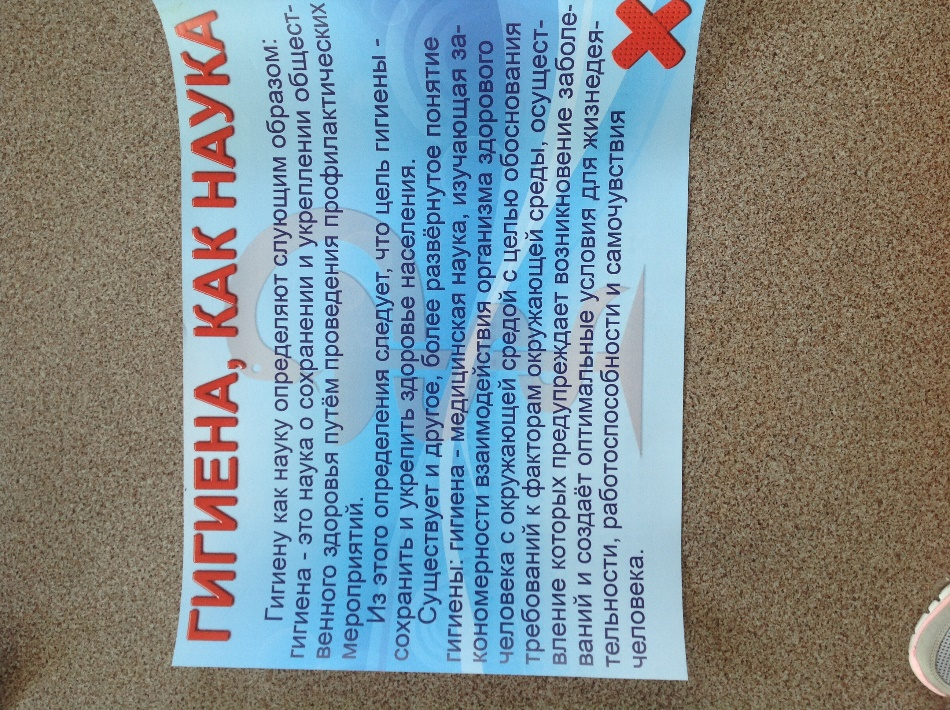 ГИГИЕНА, КАК НАУКА
Гигиену как науку определяют слующим образом:
гигиена - это наука о сохранении и укреплении общест-
венного здоровья путём проведения профилактических
мероприятий.
Из этого определения следует, что цель гигиены -
сохранить и укрепить здоровье населения.
Существует и другое, более развёрнутое понятие
гигиены: гигиена - медицинская наука, изучающая за-
кономерности взаимодействия организма здорового
человека с окружающей средой с целью обоснования
требований к факторам окружающей среды, осущест-
вление которых предупреждает возникновение заболе-
ваний и создаёт оптимальные условия для жизнедея-
тельности, работоспособности и самочувствия
человека.